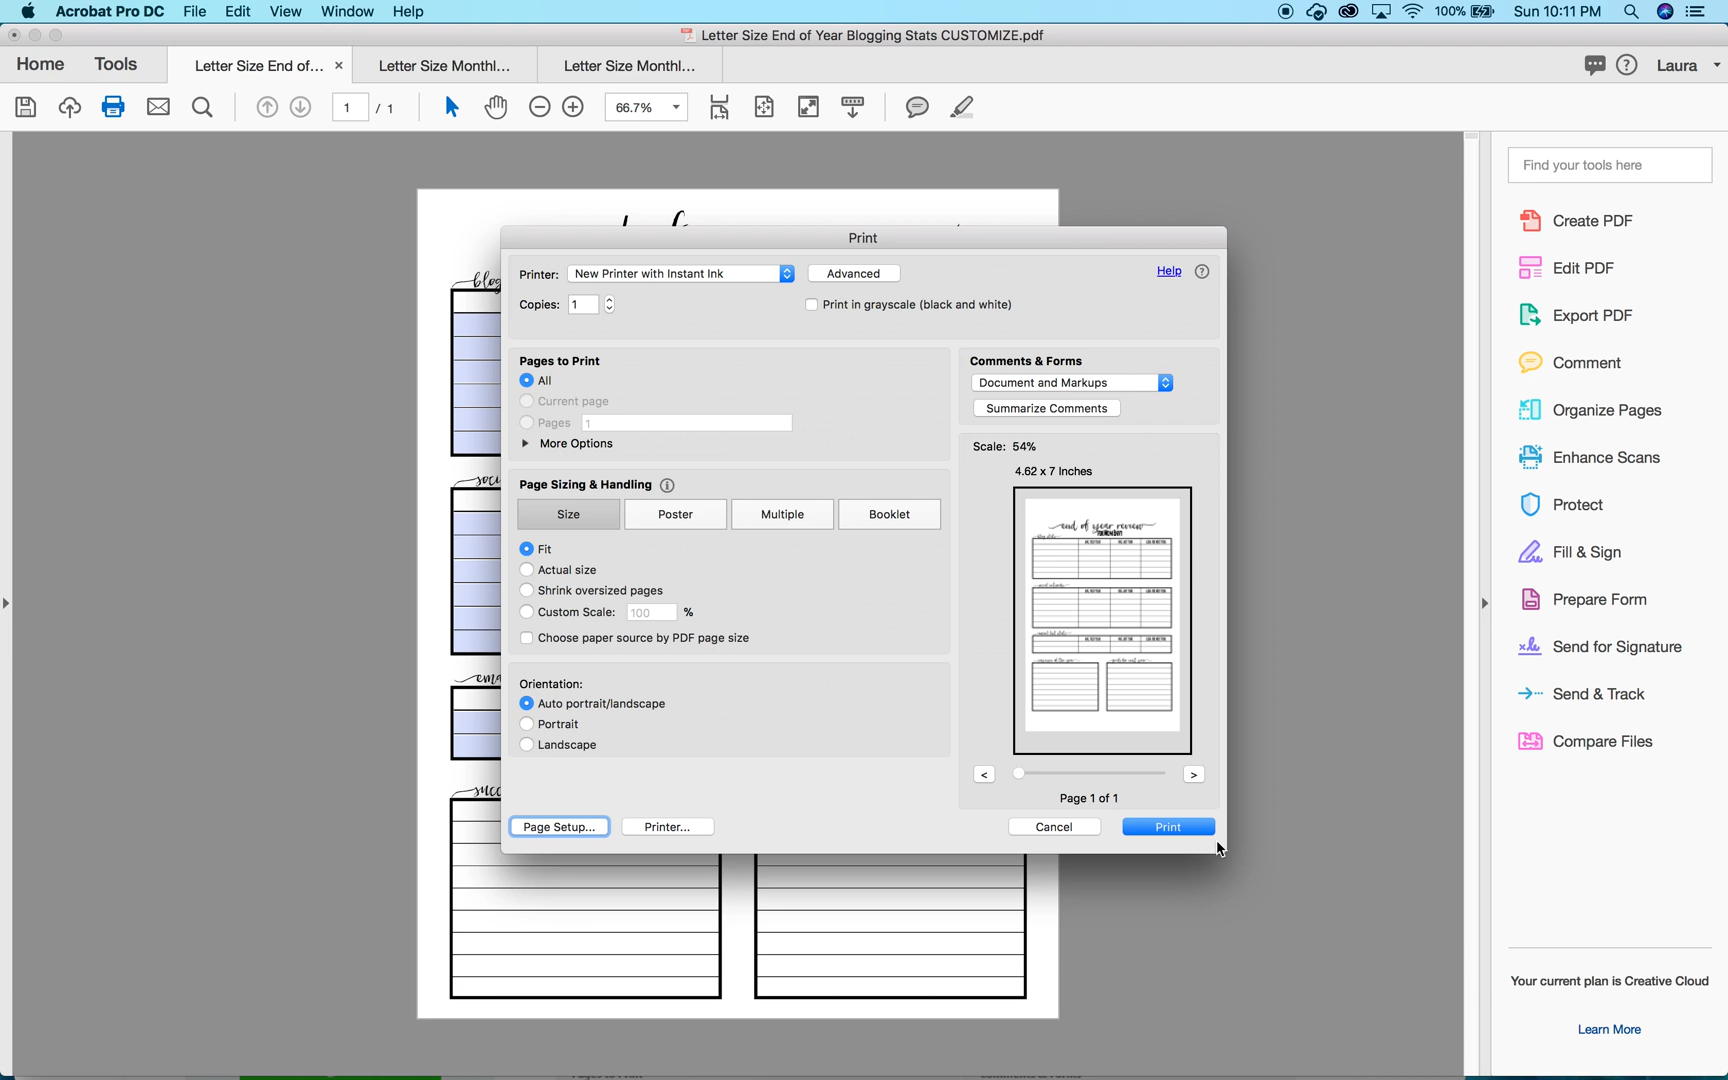 Acrobat Pro DC File Edit View Window Help 100% Sun 10:11 PM
Letter Size End of Year Blogging Stats CUSTOMIZE.pdf
Home Tools Letter Size End of... × Letter Size Monthl... Letter Size Monthl... Laura
1 / 1 66.7%
Print
Printer: New Printer with Instant Ink Advanced Help ?
Copies: 1 Print in grayscale (black and white)
Pages to Print
All
Current page
Pages 1
More Options
Comments & Forms
Document and Markups
Summarize Comments
Page Sizing & Handling
Size Poster Multiple Booklet
Fit
Actual size
Shrink oversized pages
Custom Scale: 100 %
Choose paper source by PDF page size
Orientation:
Auto portrait/landscape
Portrait
Landscape
Scale: 54%
4.62 x 7 Inches
end of year review
< >
Page 1 of 1
Page Setup... Printer... Cancel Print
blog
soci
ema
succ
Find your tools here
Create PDF
Edit PDF
Export PDF
Comment
Organize Pages
Enhance Scans
Protect
Fill & Sign
Prepare Form
Send for Signature
Send & Track
Compare Files
Your current plan is Creative Cloud
Learn More